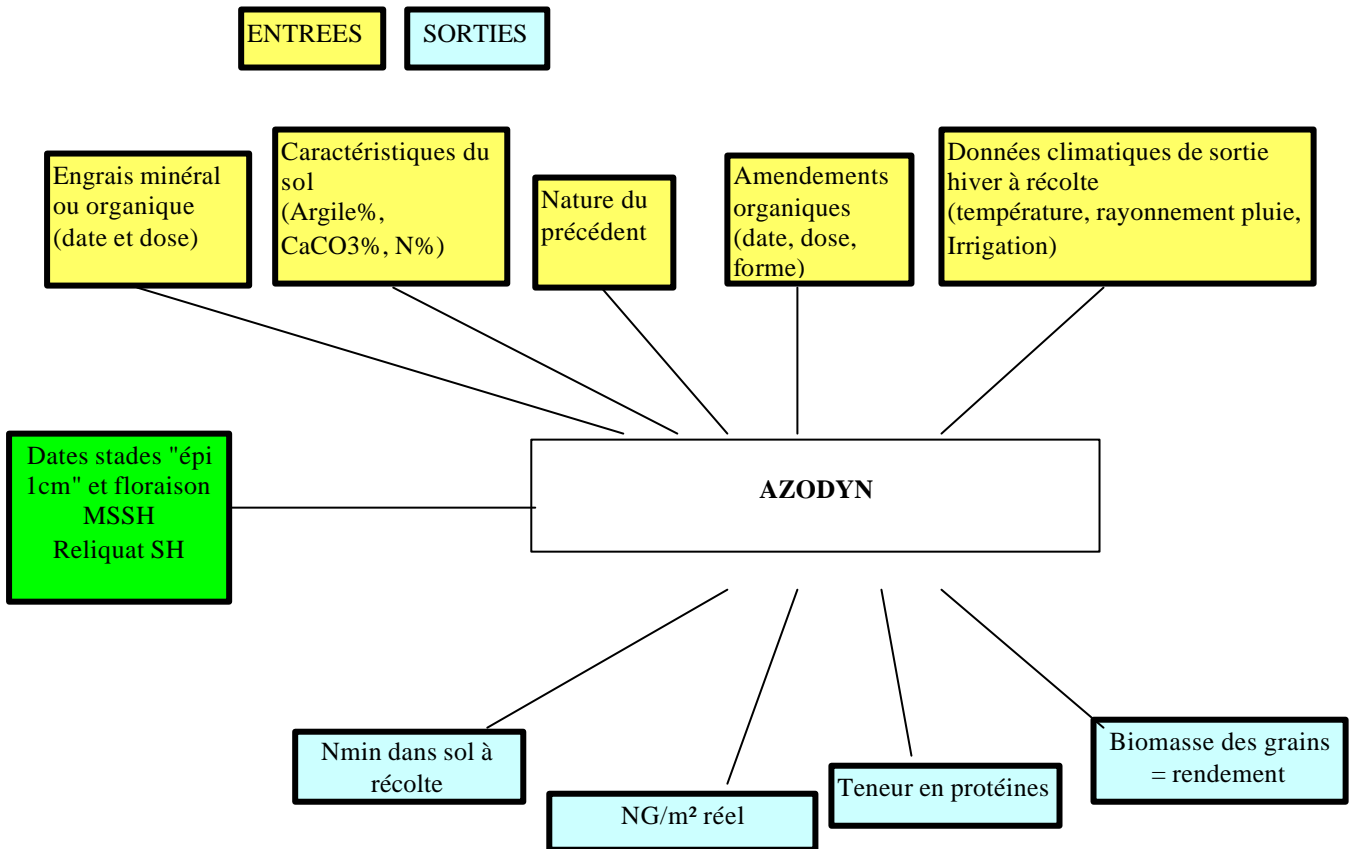 ENTREES
SORTIES
Engrais minéral
ou organique
(date et dose)
Caractéristiques du
sol
(Argile%,
CaCO3%, N%)
Nature du
précédent
Amendements
organiques
(date, dose,
forme)
Données climatiques de sortie
hiver à récolte
(température, rayonnement pluie,
Irrigation)
Dates stades "épi
1cm" et floraison
MSSH
Reliquat SH
AZODYN
Nmin dans sol à
récolte
NG/m² réel
Teneur en protéines
Biomasse des grains
= rendement